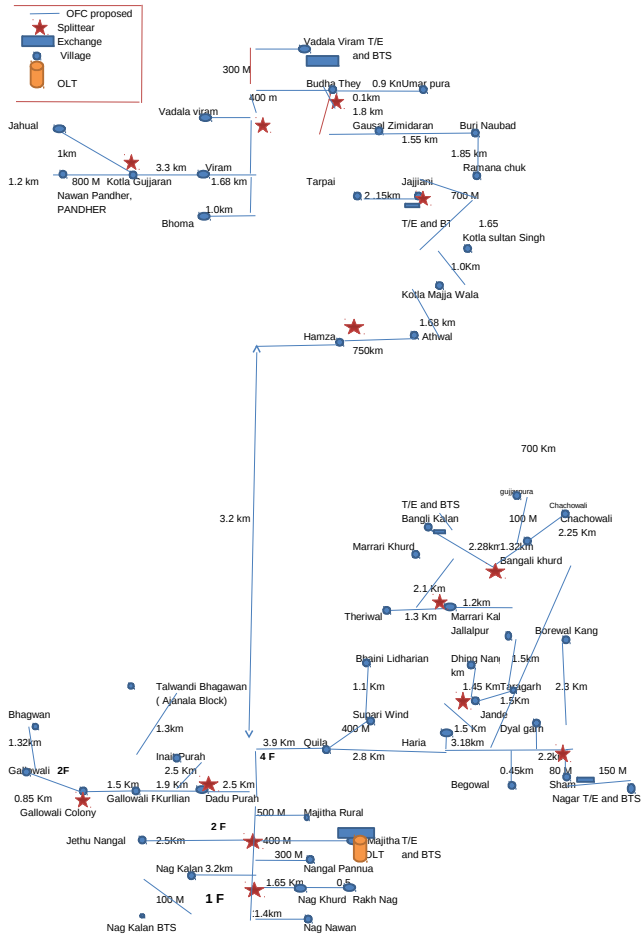 OFC proposed
Splittear
Exchange
Village
OLT
Vadala Viram T/E
and BTS
300 M
Budha They
0.9 Km
Umar pura
400 m
0.1km
1.8 km
Vadala viram
Gausal Zimidaran
Buri Naubad
Jahual
1.55 km
1km
1.85 km
Ramana chuk
3.3 km
Viram
1.2 km
800 M
Kotla Gujjaran
1.68 km
Tarpai
Jajjiani
2.15km
700 M
Nawan Pandher,
PANDHER
1.0km
Bhoma
T/E and BT
1.65
Kotla sultan Singh
1.0Km
Kotla Majja Wala
1.68 km
Hamza
Athwal
750km
700 Km
gujjarpura
T/E and BTS
Chachowali
Bangli Kalan
100 M
Chachowali
3.2 km
2.25 Km
Marrari Khurd
2.28km
1.32km
Bangali khurd
2.1 Km
1.2km
Theriwal
1.3 Km
Marrari Kal
Jallalpur
Borewal Kang
Bhaini Lidharian
Dhing Nang
1.5km
km
Talwandi Bhagawan
( Ajanala Block)
1.1 Km
1.45 Km
Taragarh
2.3 Km
1.5Km
Bhagwan
Supari Wind
Jande
1.3km
400 M
1.5 Km
Dyal garh
1.32km
3.9 Km
Quila
Haria
3.18km
4 F
2.8 Km
2.2k
Gallowali
2F
2.5 Km
0.45km
80 M
150 M
1.5 Km
1.9 Km
2.5 Km
Begowal
Sham
0.85 Km
Gallowali
Kurllian
Dadu Purah
Nagar T/E and BTS
Gallowali Colony
500 M
Majitha Rural
2 F
Jethu Nangal
2.5Km
400 M
Majitha T/E
OLT
and BTS
300 M
Nag Kalan
3.2km
Nangal Pannua
1.65 Km
0.5
100 M
1 F
Nag Khurd
Rakh Nag
1.4km
Nag Kalan BTS
Nag Nawan